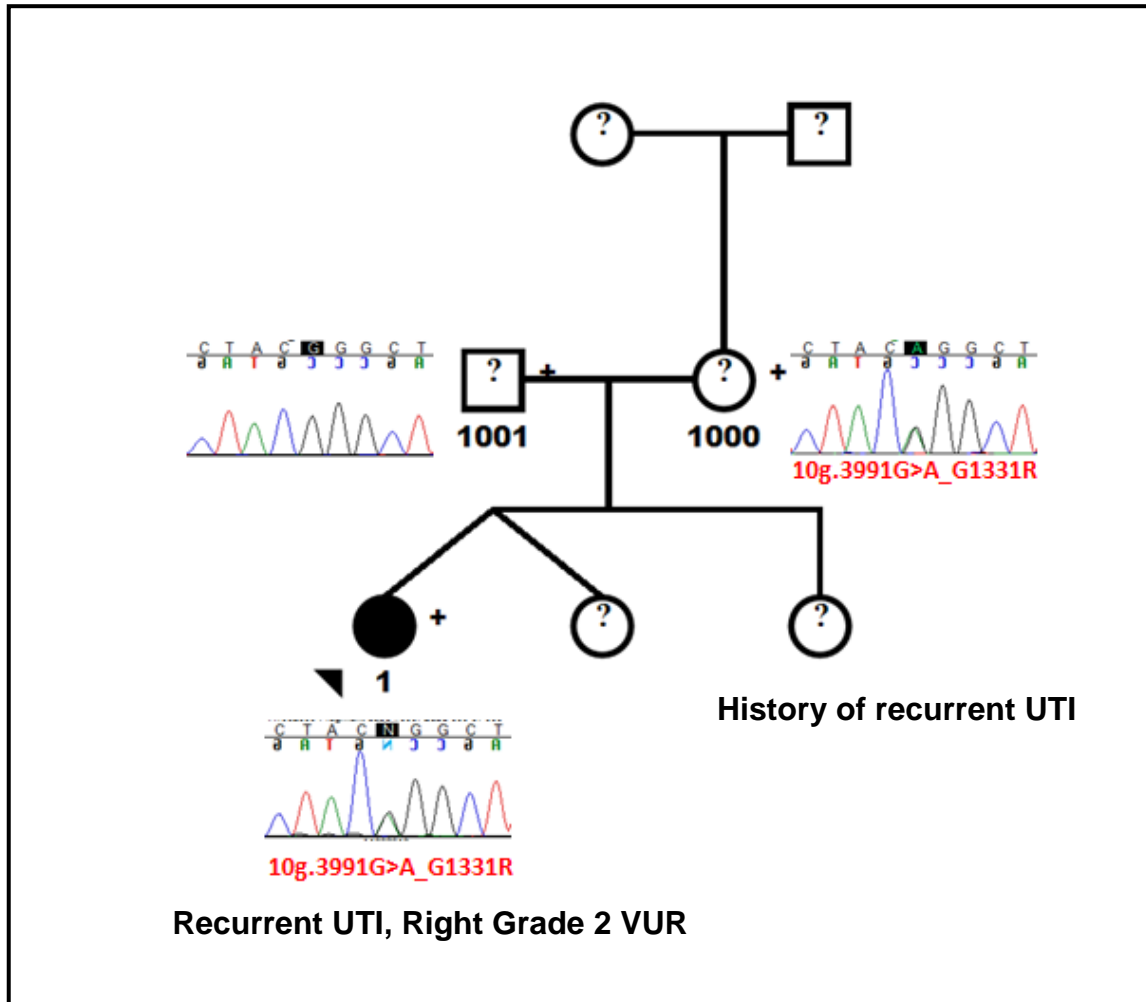 ? ?
C T A C G G G C T
G A T G C C C G A
? +
1001
? +
1000
C T A C A G G C T
G A T G C C C G A
10g.3991G>A_G1331R
+
1
? ?
C T A C N G G C T
G A T G N C C G A
10g.3991G>A_G1331R
History of recurrent UTI
Recurrent UTI, Right Grade 2 VUR